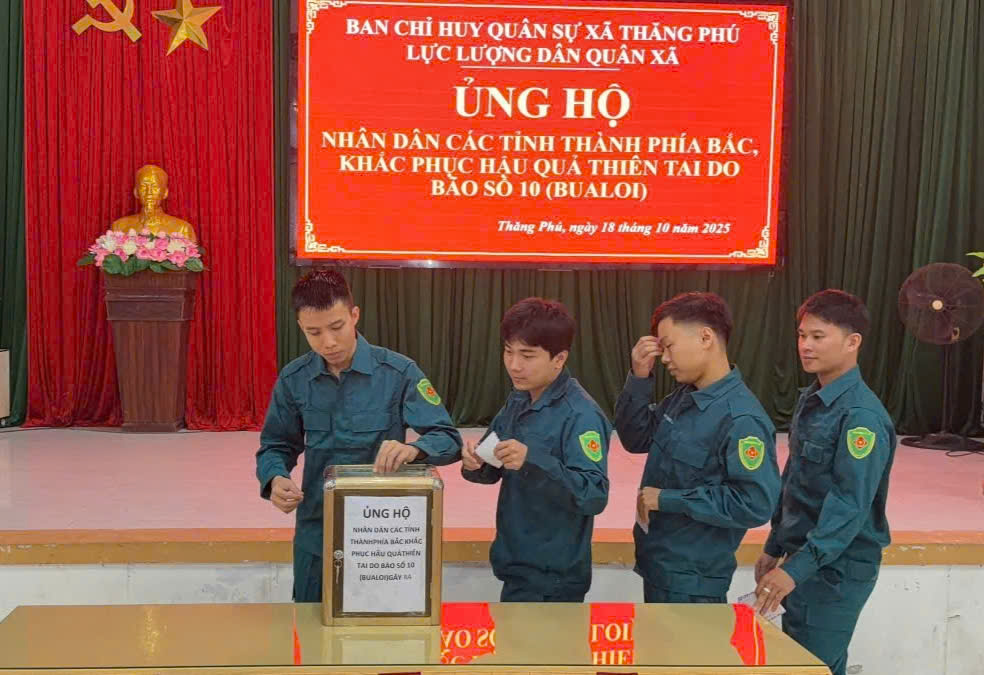 BAN CHỈ HUY QUÂN SỰ XÃ THĂNG PHÚ
LỰC LƯỢNG DÂN QUÂN XÃ
ỦNG HỘ
NHÂN DÂN CÁC TỈNH THÀNH PHÍA BẮC,
KHẮC PHỤC HẬU QUẢ THIÊN TAI DO
BÃO SỐ 10 (BUALOI)
Thăng Phú, ngày 18 tháng 10 năm 2025
ỦNG HỘ
NHÂN DÂN CÁC TỈNH
THÀNHPHÍA BẮC KHẮC
PHỤC HẬU QUẢTHIÊN
TAI DO BÃO SỐ 10
(BUALOI)GÂY RA